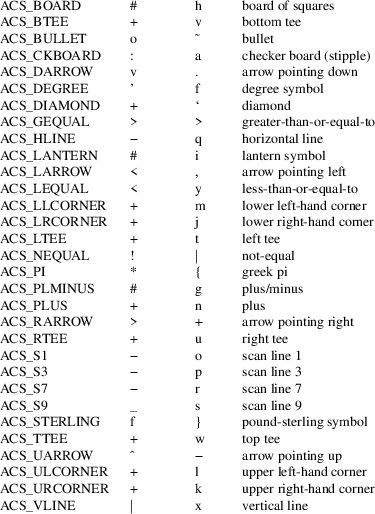 ACS_BOARD # h board of squares
ACS_BTEE + v bottom tee
ACS_BULLET o ~ bullet
ACS_CKBOARD : a checker board (stipple)
ACS_DARROW v . arrow pointing down
ACS_DEGREE ’ f degree symbol
ACS_DIAMOND + ‘ diamond
ACS_GEQUAL > > greater-than-or-equal-to
ACS_HLINE − q horizontal line
ACS_LANTERN # i lantern symbol
ACS_LARROW < , arrow pointing left
ACS_LEQUAL < y less-than-or-equal-to
ACS_LLCORNER + m lower left-hand corner
ACS_LRCORNER + j lower right-hand corner
ACS_LTEE + t left tee
ACS_NEQUAL ! | not-equal
ACS_PI * { greek pi
ACS_PLMINUS # g plus/minus
ACS_PLUS + n plus
ACS_RARROW > + arrow pointing right
ACS_RTEE + u right tee
ACS_S1 − o scan line 1
ACS_S3 − p scan line 3
ACS_S7 − r scan line 7
ACS_S9 _ s scan line 9
ACS_STERLING f } pound-sterling symbol
ACS_TTEE + w top tee
ACS_UARROW ^ − arrow pointing up
ACS_ULCORNER + l upper left-hand corner
ACS_URCORNER + k upper right-hand corner
ACS_VLINE | x vertical line